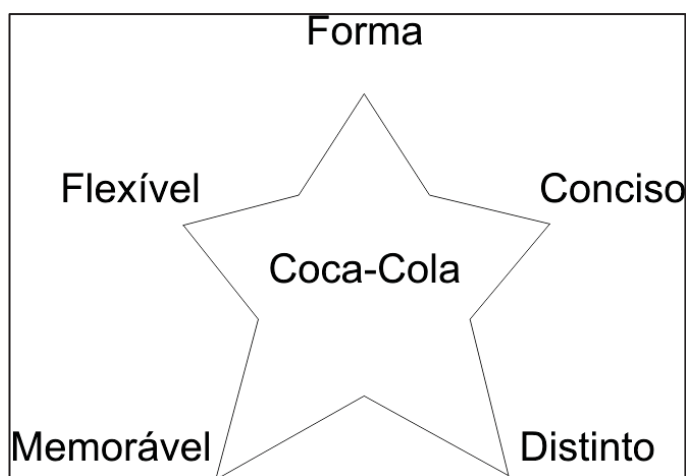 Forma
Flexível
Conciso
Coca-Cola
Memorável
Distinto